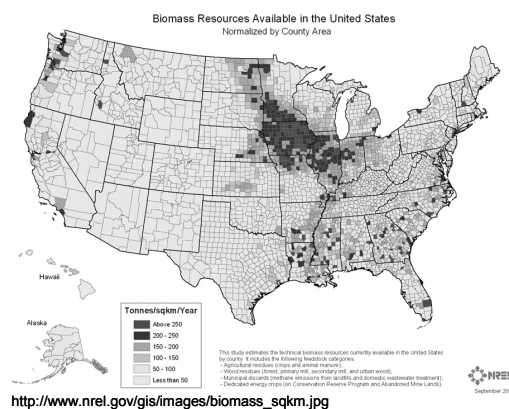 Biomass Resources Available in the United States
Normalized by County Area
Hawaii
Alaska
Tonnes/sqkm/Year
Above 250
200 - 250
150 - 200
100 - 150
50 - 100
Less than 50
This study estimates the technical biomass resources currently available in the United States
by county. It includes the following feedstock categories:
- Agricultural residues (crops and animal manure);
- Wood residues (forest, primary mill, secondary mill, and urban wood);
- Municipal discards (methane emissions from landfills and domestic wastewater treatment);
- Dedicated energy crops (on Conservation Reserve Program and Abandoned Mine Lands).
NREL
September 20
http://www.nrel.gov/gis/images/biomass_sqkm.jpg